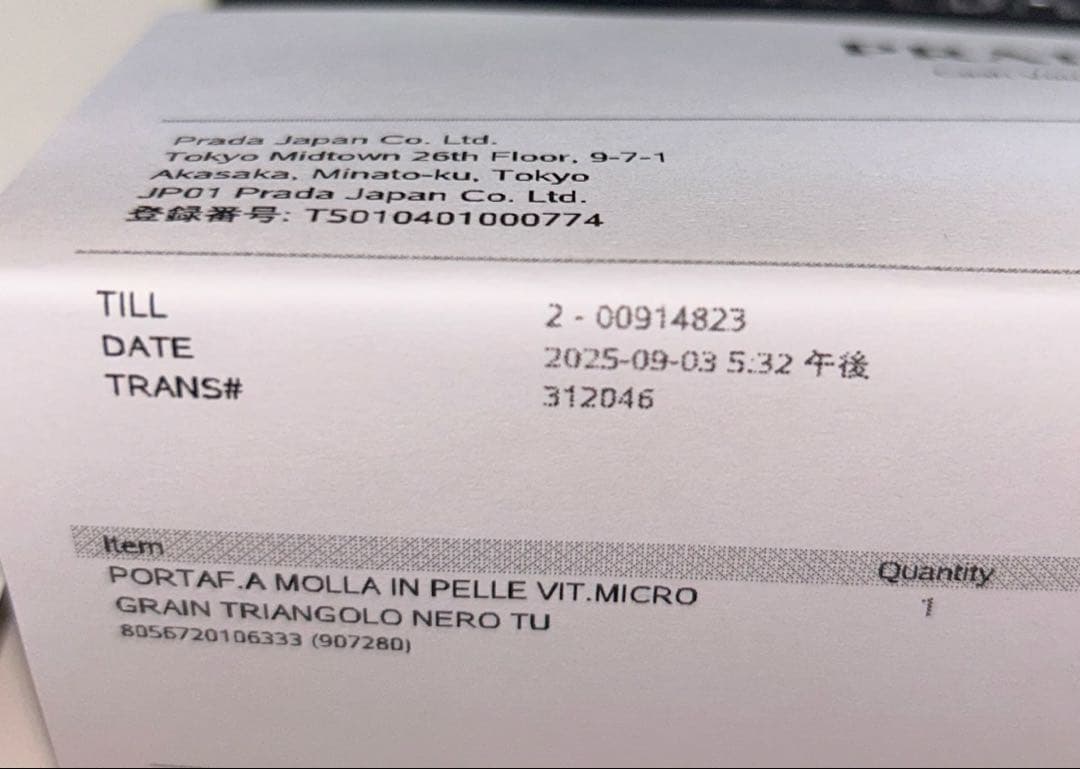 Prada Japan Co. Ltd.
Tokyo Midtown 26th Floor, 9-7-1
Akasaka, Minato-ku, Tokyo
JP01 Prada Japan Co. Ltd.
登録番号: T5010401000774
TILL 2 - 00914823
DATE 2025-09-03 5:32 午後
TRANS# 312046
Item Quantity
PORTAF.A MOLLA IN PELLE VIT.MICRO 1
GRAIN TRIANGOLO NERO TU
8056720106333 (907280)